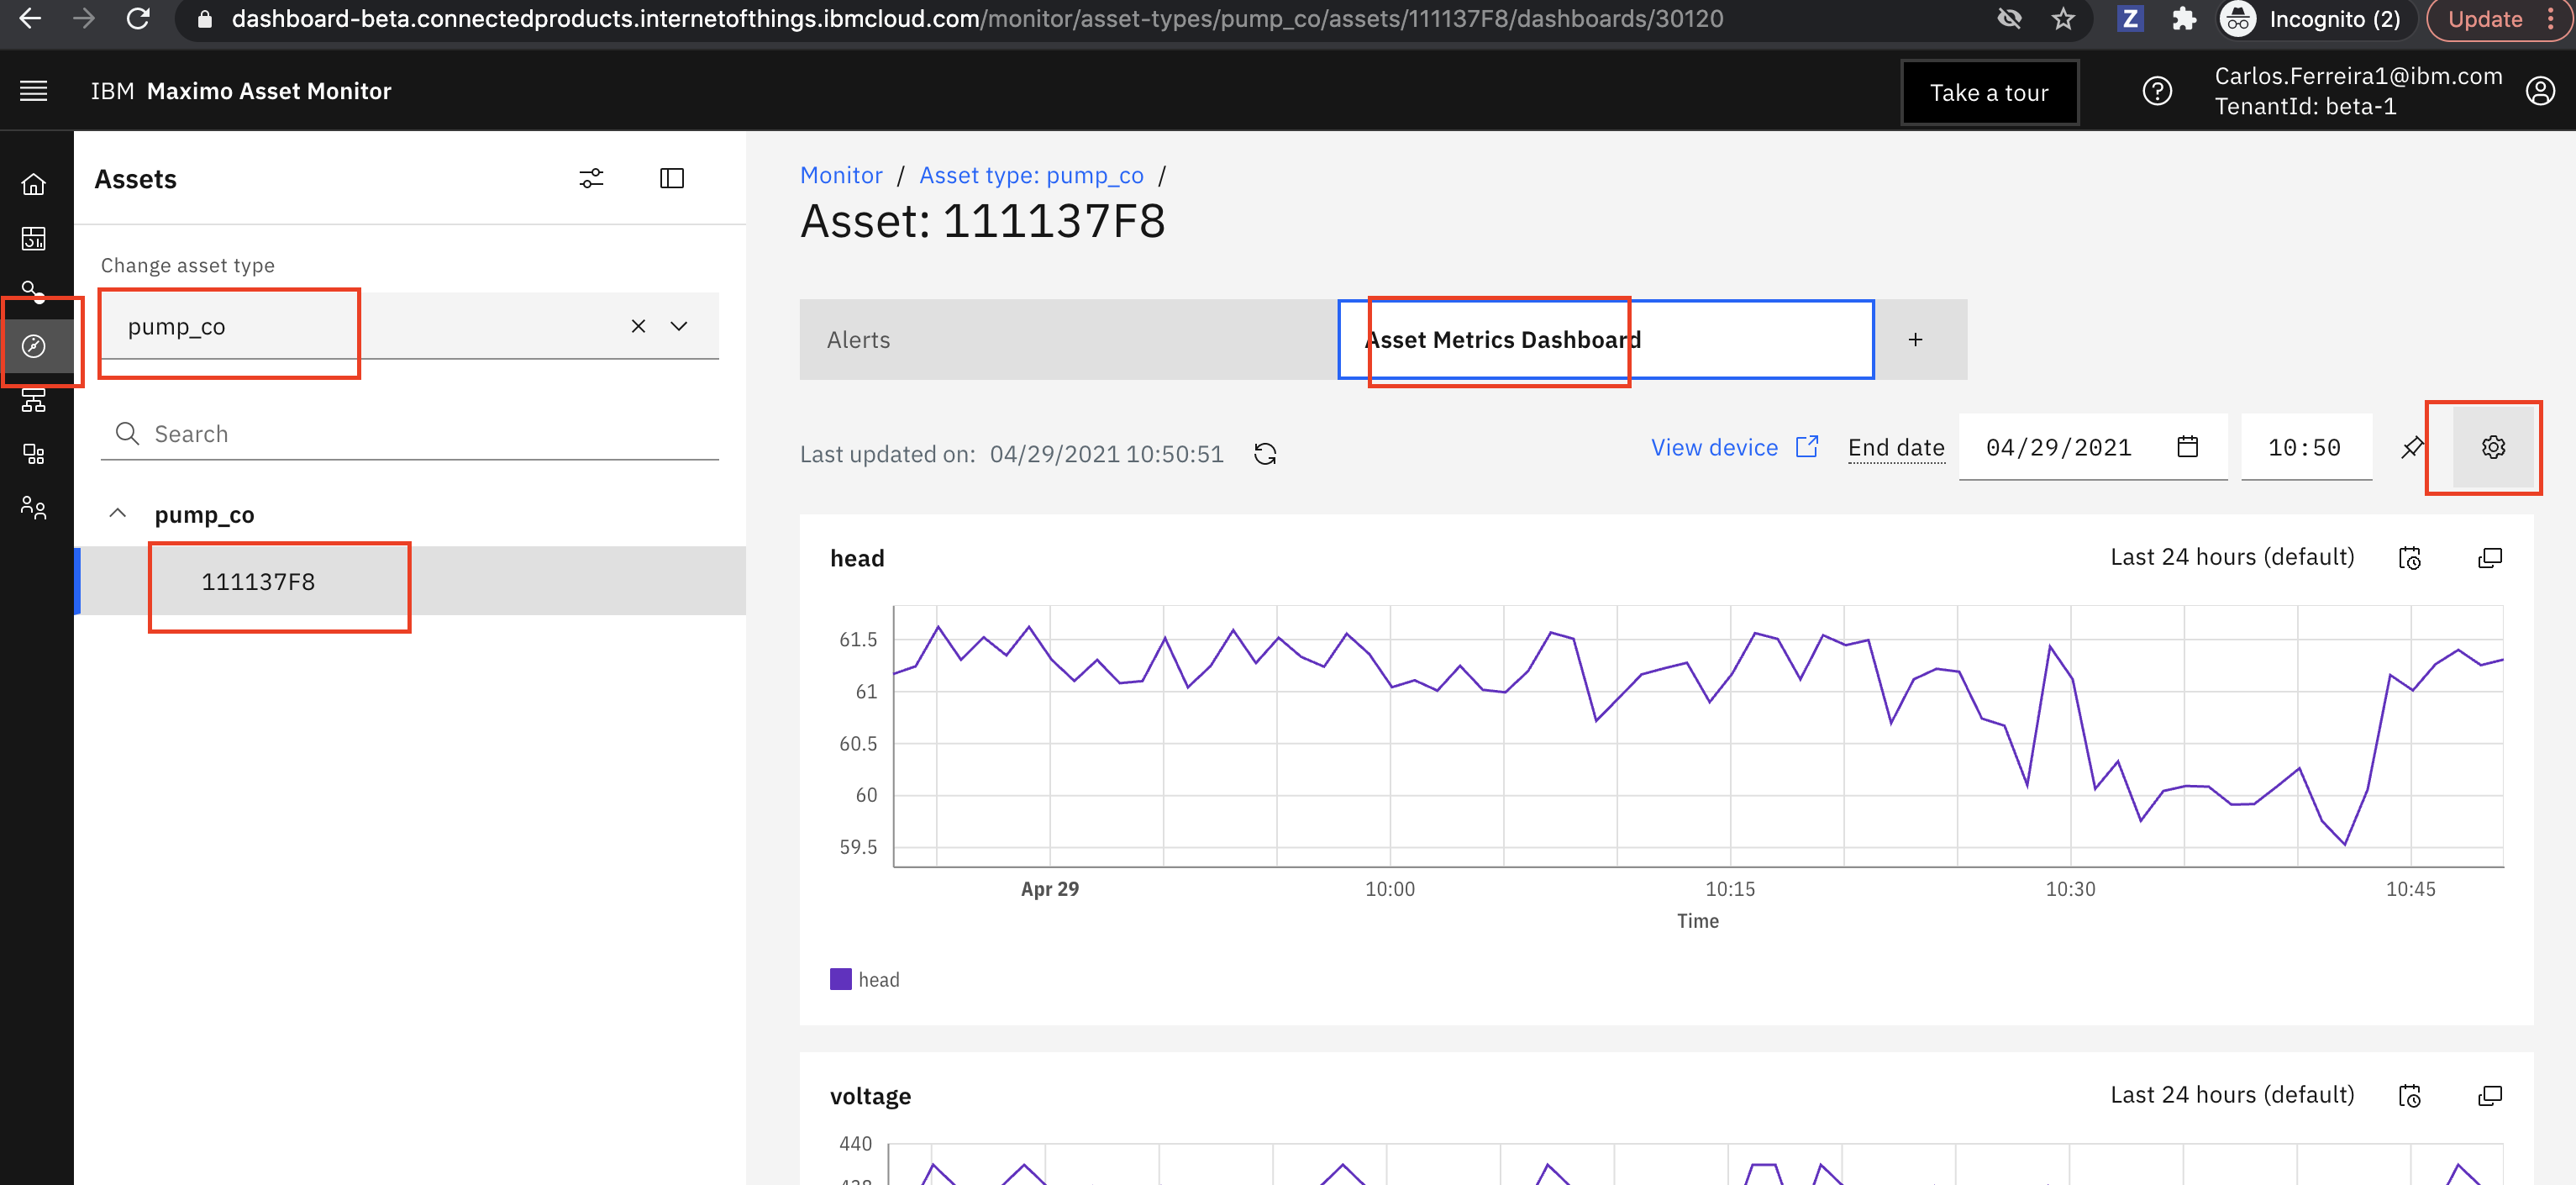 dashboard-beta.connectedproducts.internetofthings.ibmcloud.com/monitor/asset-types/pump_co/assets/111137F8/dashboards/30120
Z
Incognito (2)
Update
IBM Maximo Asset Monitor
Take a tour
Carlos.Ferreira1@ibm.com
TenantId: beta-1
Assets
Change asset type
pump_co
Search
pump_co
111137F8
Monitor / Asset type: pump_co /
Asset: 111137F8
Alerts
Asset Metrics Dashboard
+
Last updated on: 04/29/2021 10:50:51
View device
End date
04/29/2021
10:50
head
Last 24 hours (default)
61.5
61
60.5
60
59.5
Apr 29
10:00
10:15
10:30
10:45
Time
head
voltage
Last 24 hours (default)
440